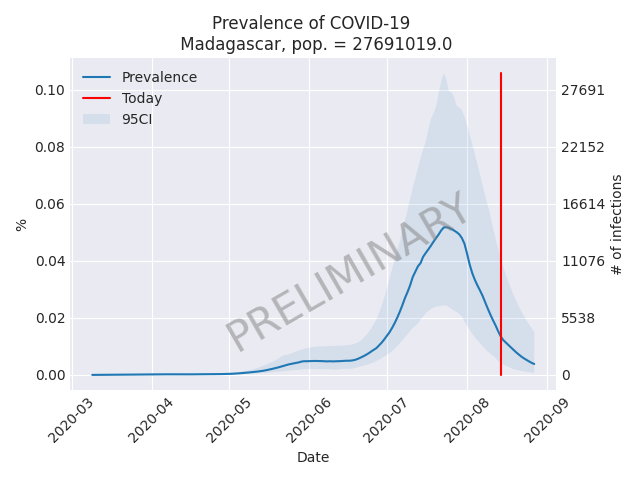 Prevalence of COVID-19
Madagascar, pop. = 27691019.0
Prevalence
Today
95CI
0.10
0.08
0.06
0.04
0.02
0.00
%
27691
22152
16614
11076
5538
0
# of infections
PRELIMINARY
2020-03
2020-04
2020-05
2020-06
2020-07
2020-08
2020-09
Date